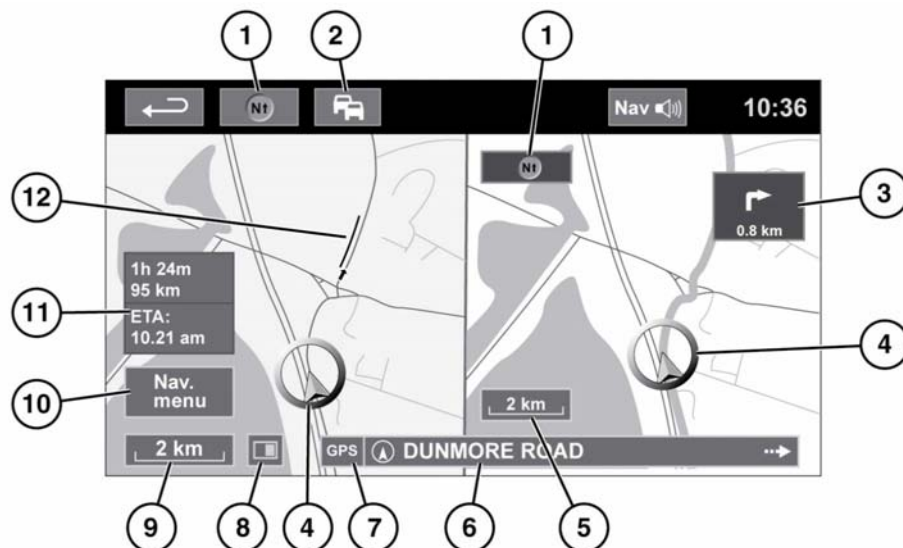 1
2
1
Nt
Nav
10:36
Nt
3
0.8 km
12
1h 24m
95 km
ETA:
10.21 am
11
4
Nav.
menu
10
2 km
2 km
GPS
DUNMORE ROAD
9
8
4
7
6
5